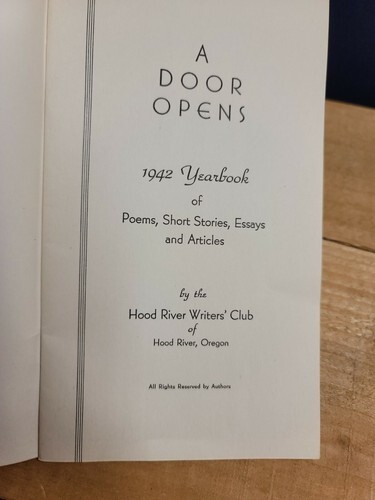 A
DOOR
OPENS
1942 Yearbook
of
Poems, Short Stories, Essays
and Articles
by the
Hood River Writers' Club
of
Hood River, Oregon
All Rights Reserved by Authors